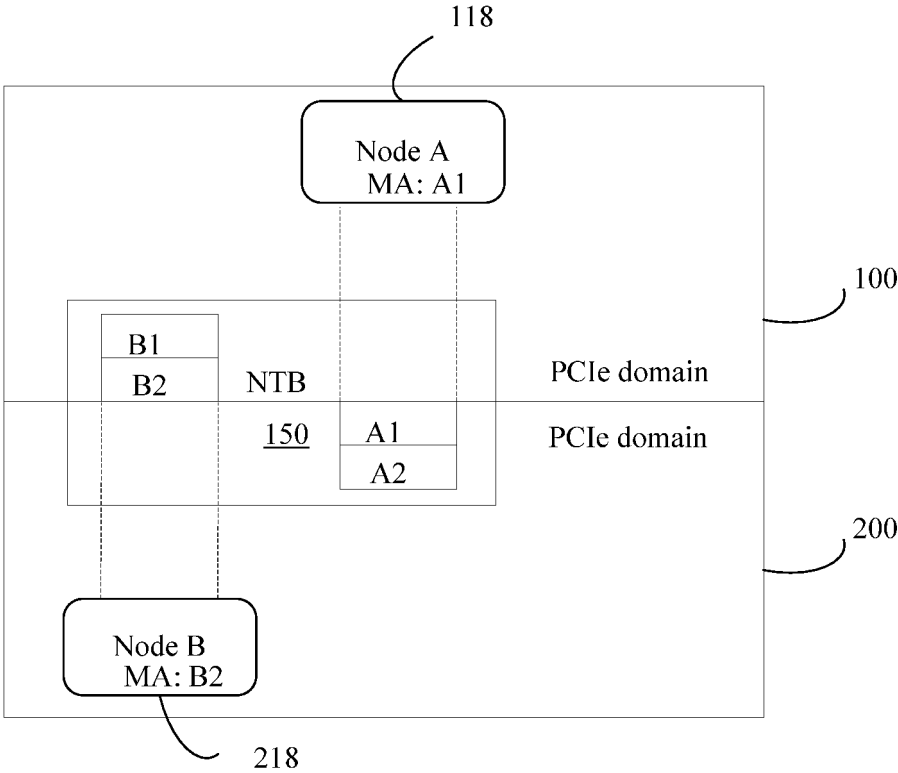 118
Node A
MA: A1
100
B1
B2
NTB
PCIe domain
150
A1
PCIe domain
A2
200
Node B
MA: B2
218